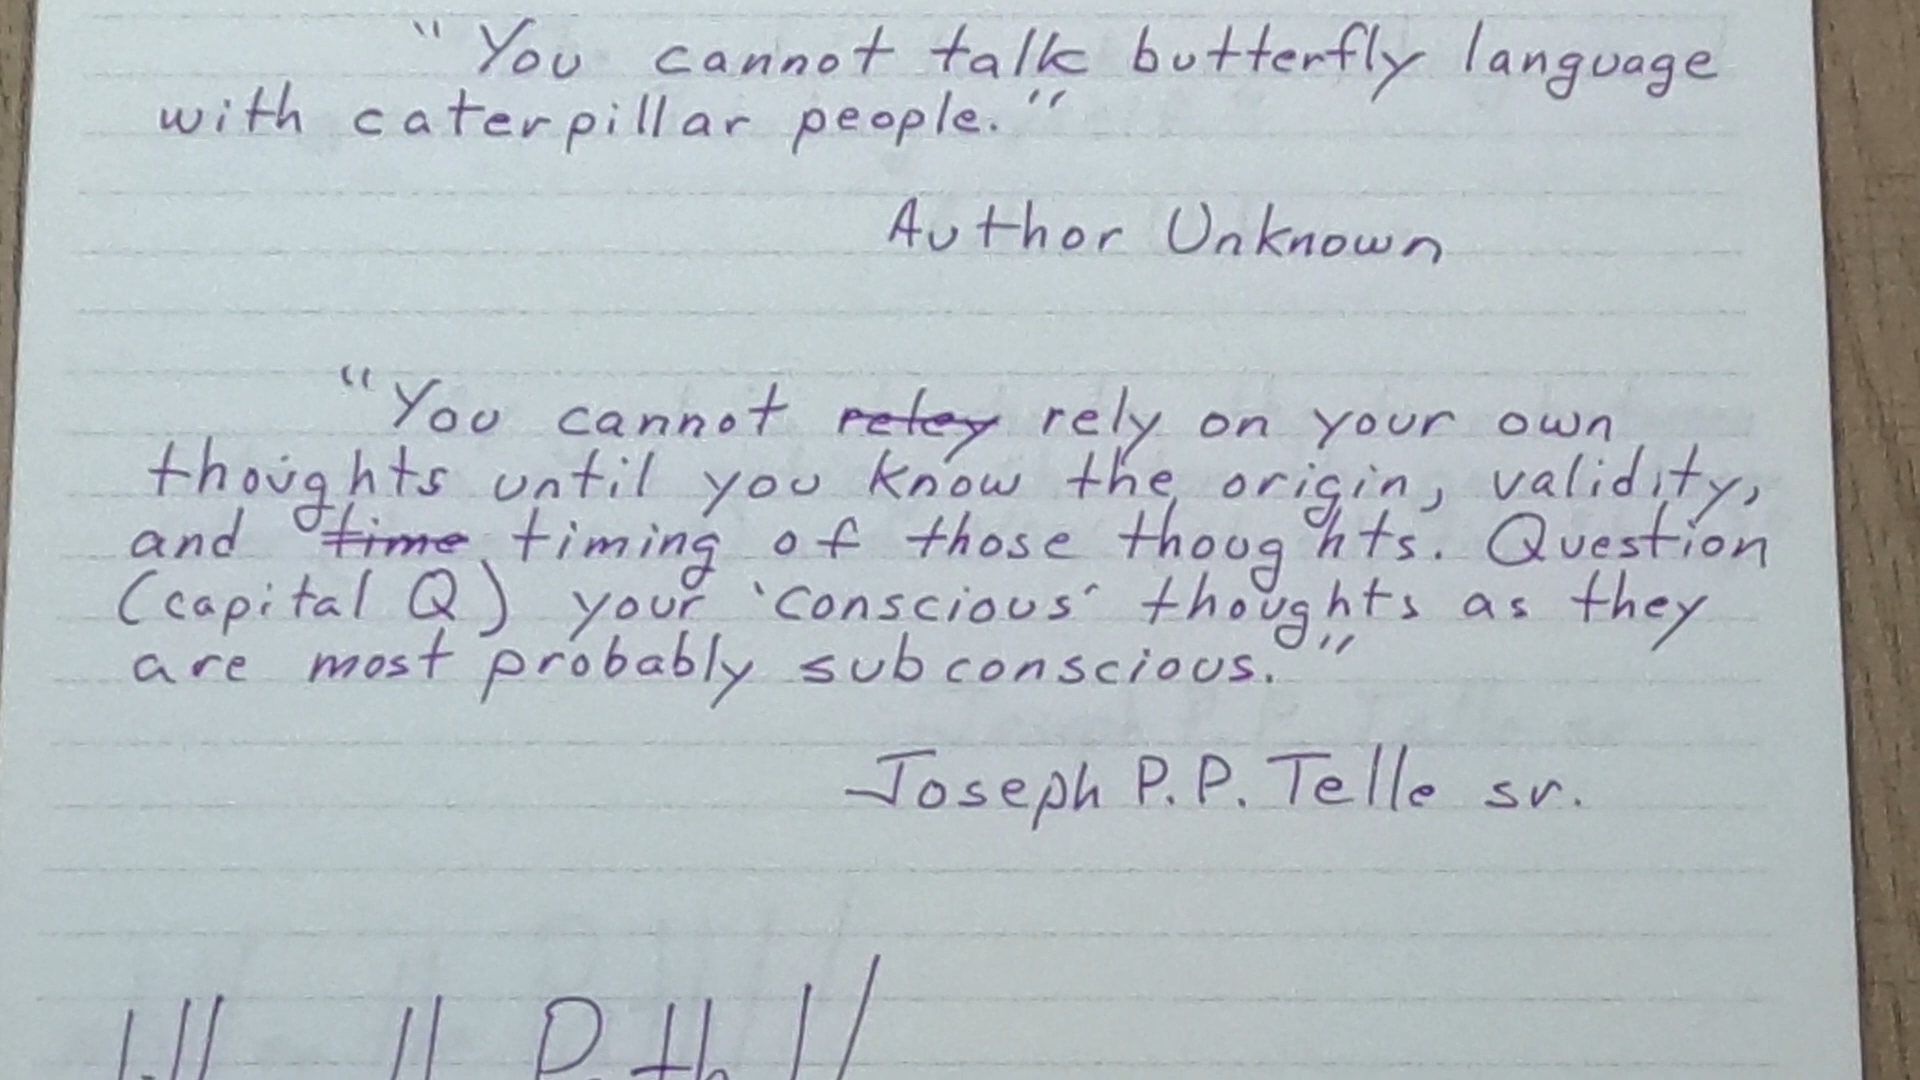 "You cannot talk butterfly language
with caterpillar people."
Author Unknown
"You cannot reley rely on your own
thoughts until you know the origin, validity,
and time timing of those thoughts. Question
(capital Q) your 'conscious' thoughts as they
are most probably subconscious."
Joseph P.P. Telle sr.